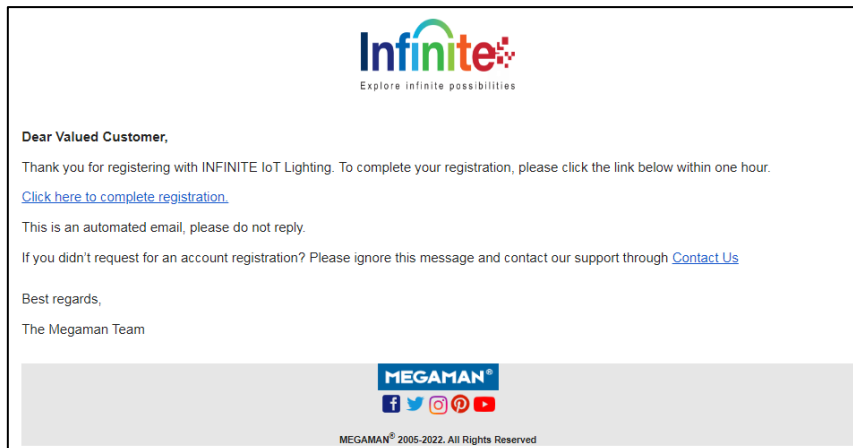 Infinite
Explore infinite possibilities
Dear Valued Customer,
Thank you for registering with INFINITE IoT Lighting. To complete your registration, please click the link below within one hour.
Click here to complete registration.
This is an automated email, please do not reply.
If you didn’t request for an account registration? Please ignore this message and contact our support through Contact Us
Best regards,
The Megaman Team
MEGAMAN®
MEGAMAN® 2005-2022. All Rights Reserved